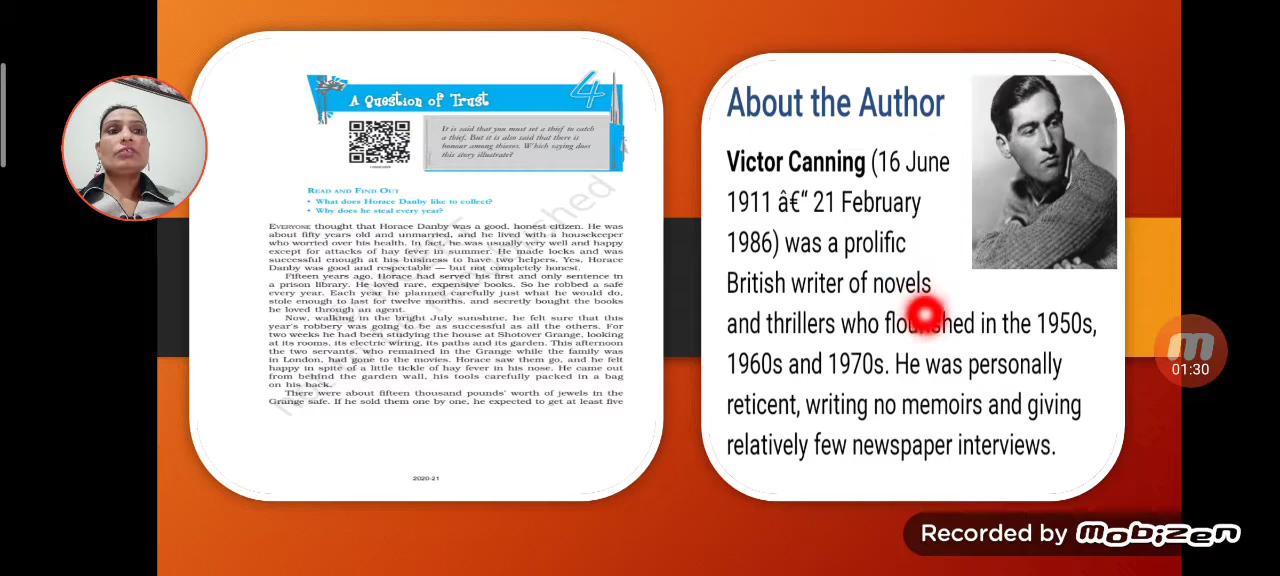 A Question of Trust
4
It is said that you must set a thief to catch
a thief. But it is also said that there is
honour among thieves. Which saying does
this story illustrate?
READ AND FIND OUT
• What does Horace Danby like to collect?
• Why does he steal every year?
EVERYONE thought that Horace Danby was a good, honest citizen. He was
about fifty years old and unmarried, and he lived with a housekeeper
who worried over his health. In fact, he was usually very well and happy
except for attacks of hay fever in summer. He made locks and was
successful enough at his business to have two helpers. Yes, Horace
Danby was good and respectable — but not completely honest.
Fifteen years ago, Horace had served his first and only sentence in
a prison library. He loved rare, expensive books. So he robbed a safe
every year. Each year he planned carefully just what he would do,
stole enough to last for twelve months, and secretly bought the books
he loved through an agent.
Now, walking in the bright July sunshine, he felt sure that this
year's robbery was going to be as successful as all the others. For
two weeks he had been studying the house at Shotover Grange, looking
at its rooms, its electric wiring, its paths and its garden. This afternoon
the two servants, who remained in the Grange while the family was
in London, had gone to the movies. Horace saw them go, and he felt
happy in spite of a little tickle of hay fever in his nose. He came out
from behind the garden wall, his tools carefully packed in a bag
on his back.
There were about fifteen thousand pounds' worth of jewels in the
Grange safe. If he sold them one by one, he expected to get at least five
2020-21
About the Author
Victor Canning (16 June
1911 â€“ 21 February
1986) was a prolific
British writer of novels
and thrillers who flourished in the 1950s,
1960s and 1970s. He was personally
reticent, writing no memoirs and giving
relatively few newspaper interviews.
01:30
Recorded by Mobizen